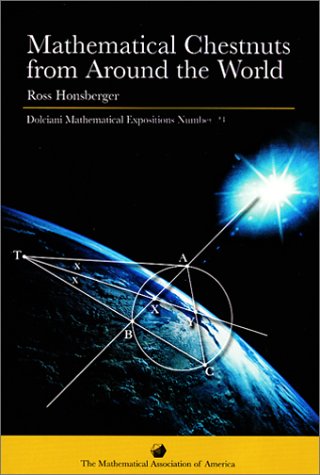 Mathematical Chestnuts
from Around the World
Ross Honsberger
Dolciani Mathematical Expositions Number
T
A
x
x
X
Y
B
C
The Mathematical Association of America